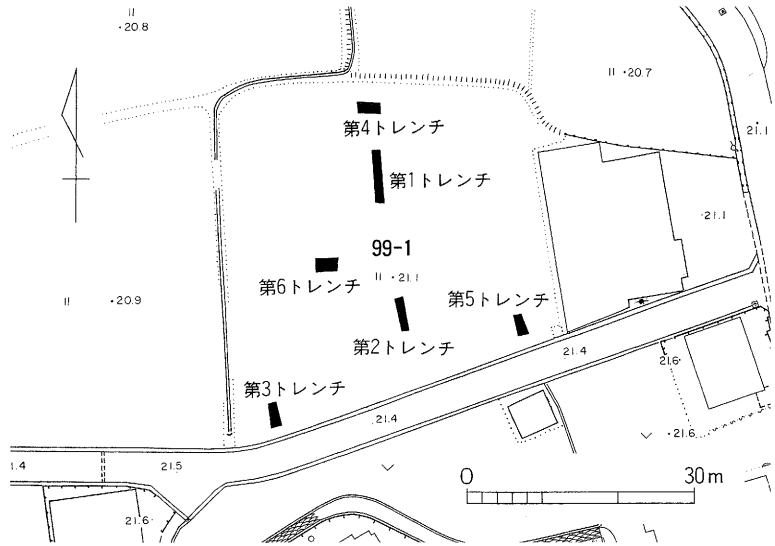 II
・20.8
II ・20.7
21.1
第4トレンチ
第1トレンチ
・21.1
99-1
II ・21.1
第6トレンチ
II ・20.9
第5トレンチ
第2トレンチ
21.4
21.6・
第3トレンチ
.21.4
・21.6
1.4
21.5
0 30m
21.6・